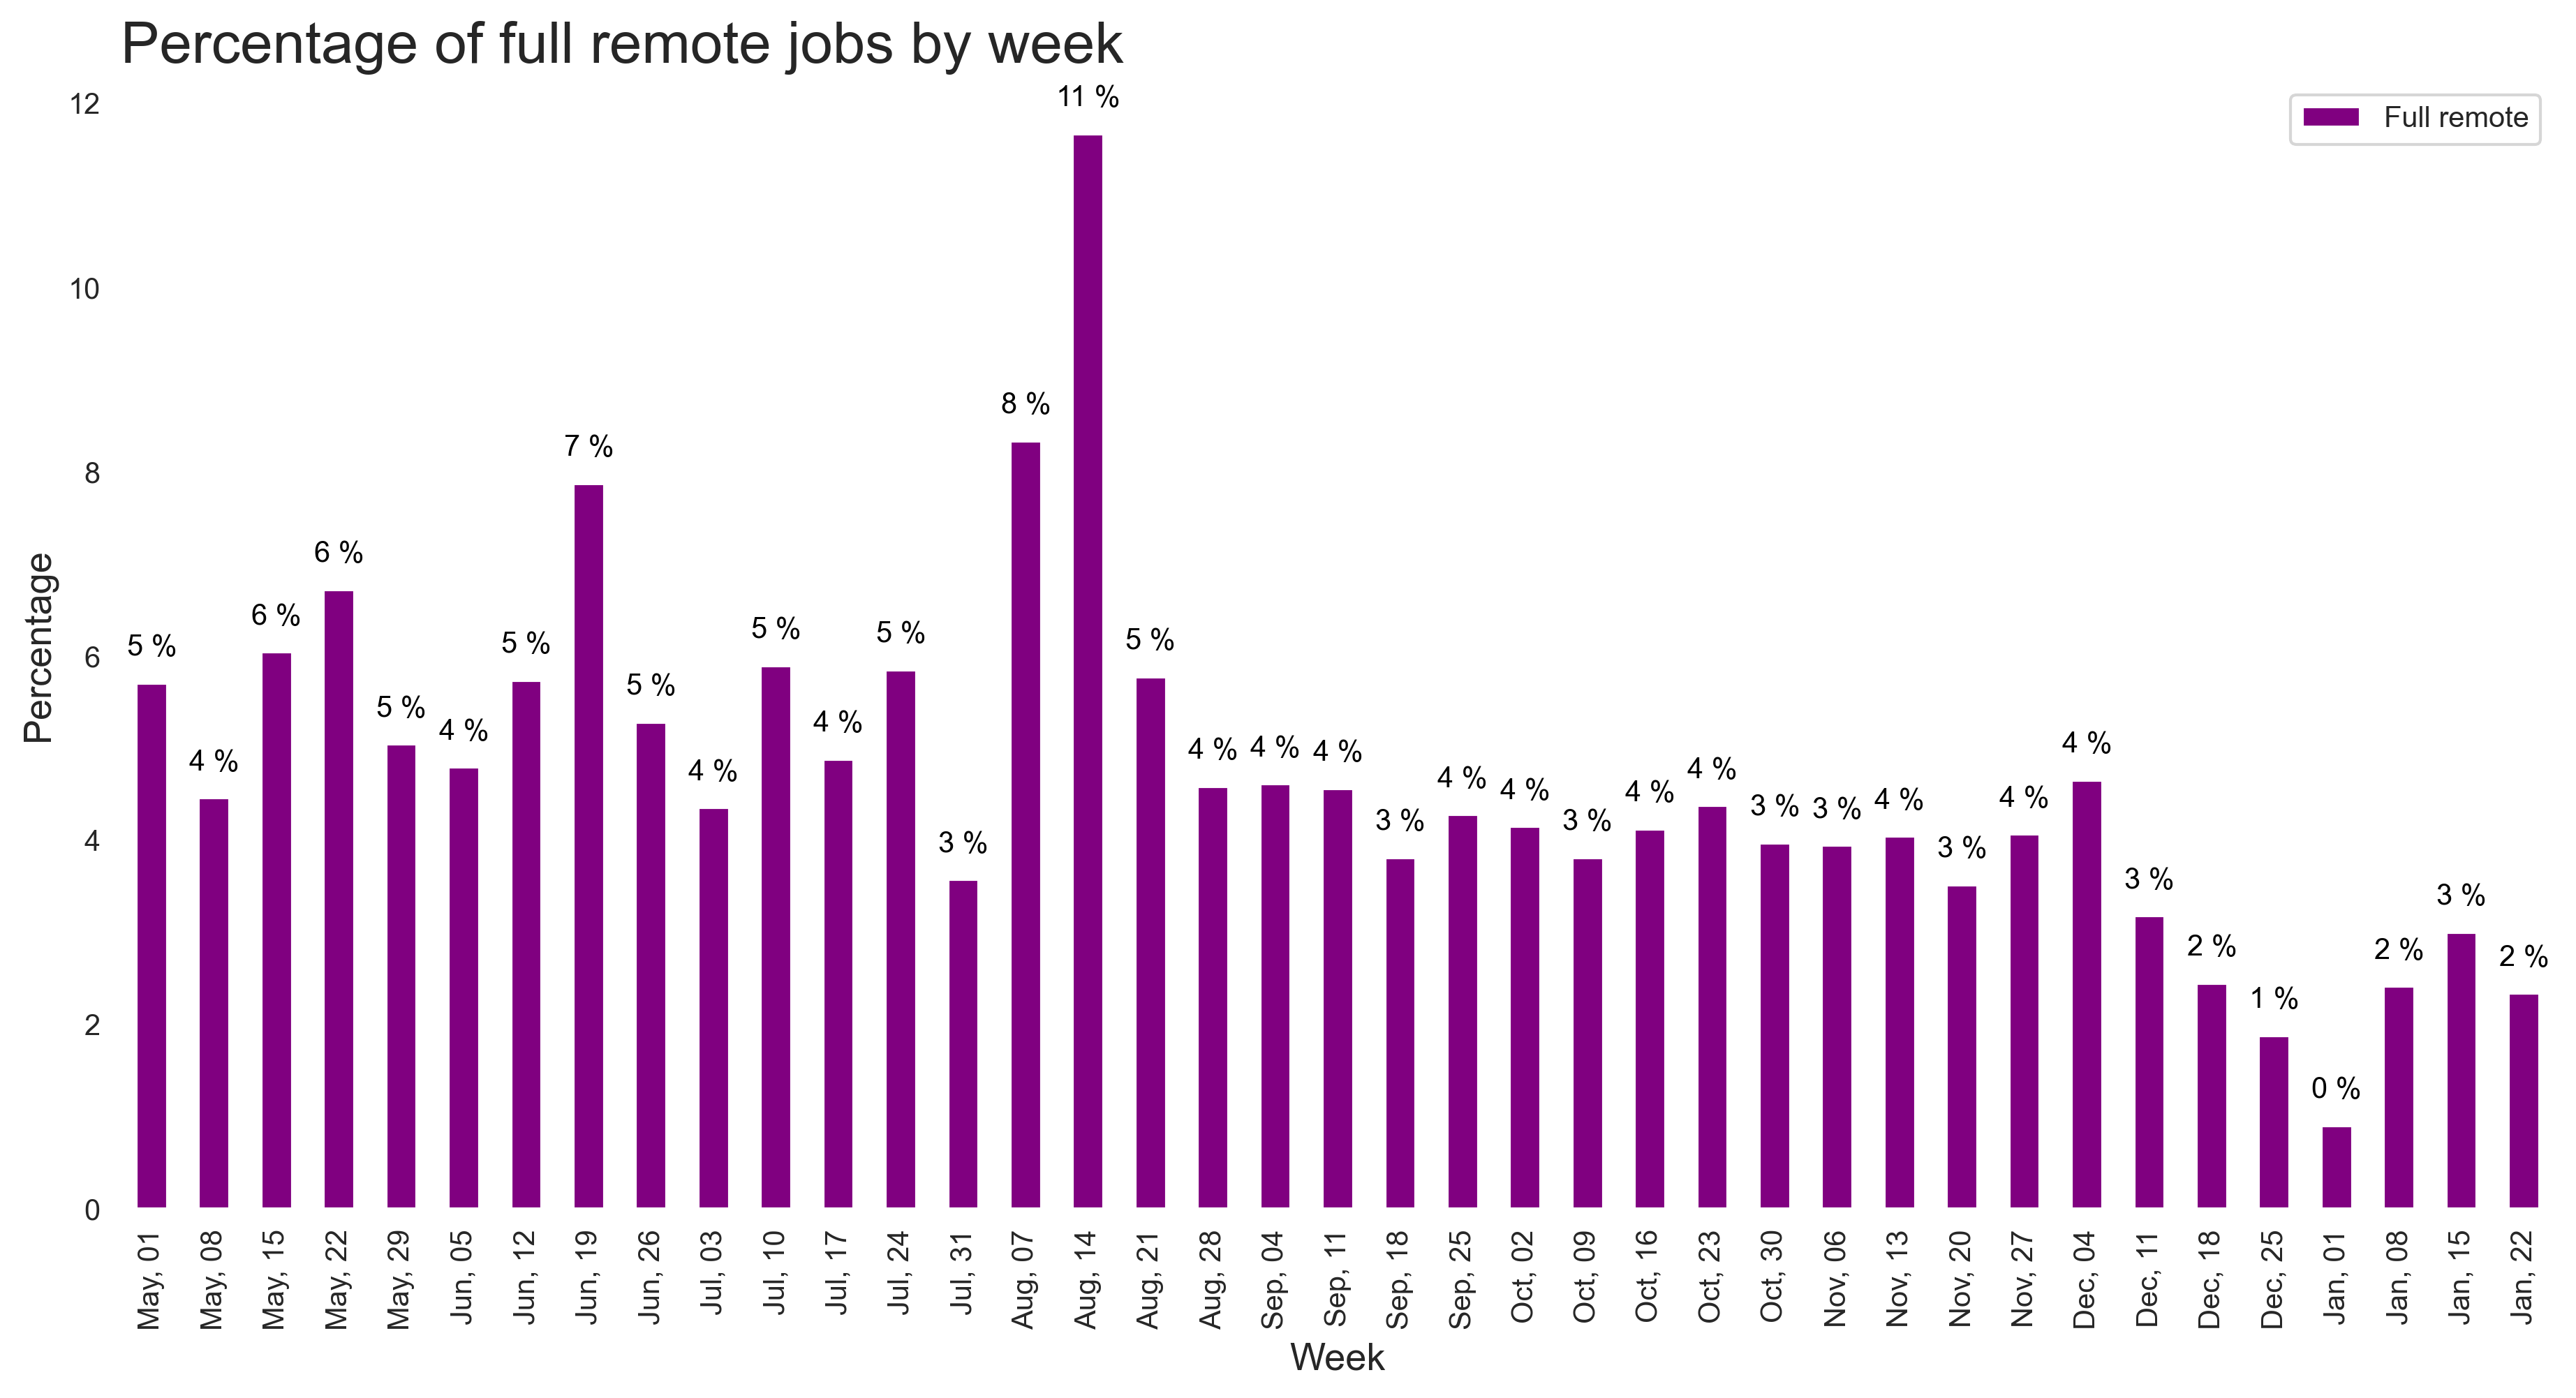 Percentage of full remote jobs by week
Full remote
Percentage
12
10
8
6
4
2
0
5 %
4 %
6 %
6 %
5 %
4 %
5 %
7 %
5 %
4 %
5 %
4 %
5 %
3 %
8 %
11 %
5 %
4 %
4 %
4 %
3 %
4 %
4 %
3 %
4 %
4 %
3 %
3 %
4 %
3 %
4 %
4 %
3 %
2 %
1 %
0 %
2 %
3 %
2 %
May, 01
May, 08
May, 15
May, 22
May, 29
Jun, 05
Jun, 12
Jun, 19
Jun, 26
Jul, 03
Jul, 10
Jul, 17
Jul, 24
Jul, 31
Aug, 07
Aug, 14
Aug, 21
Aug, 28
Sep, 04
Sep, 11
Sep, 18
Sep, 25
Oct, 02
Oct, 09
Oct, 16
Oct, 23
Oct, 30
Nov, 06
Nov, 13
Nov, 20
Nov, 27
Dec, 04
Dec, 11
Dec, 18
Dec, 25
Jan, 01
Jan, 08
Jan, 15
Jan, 22
Week